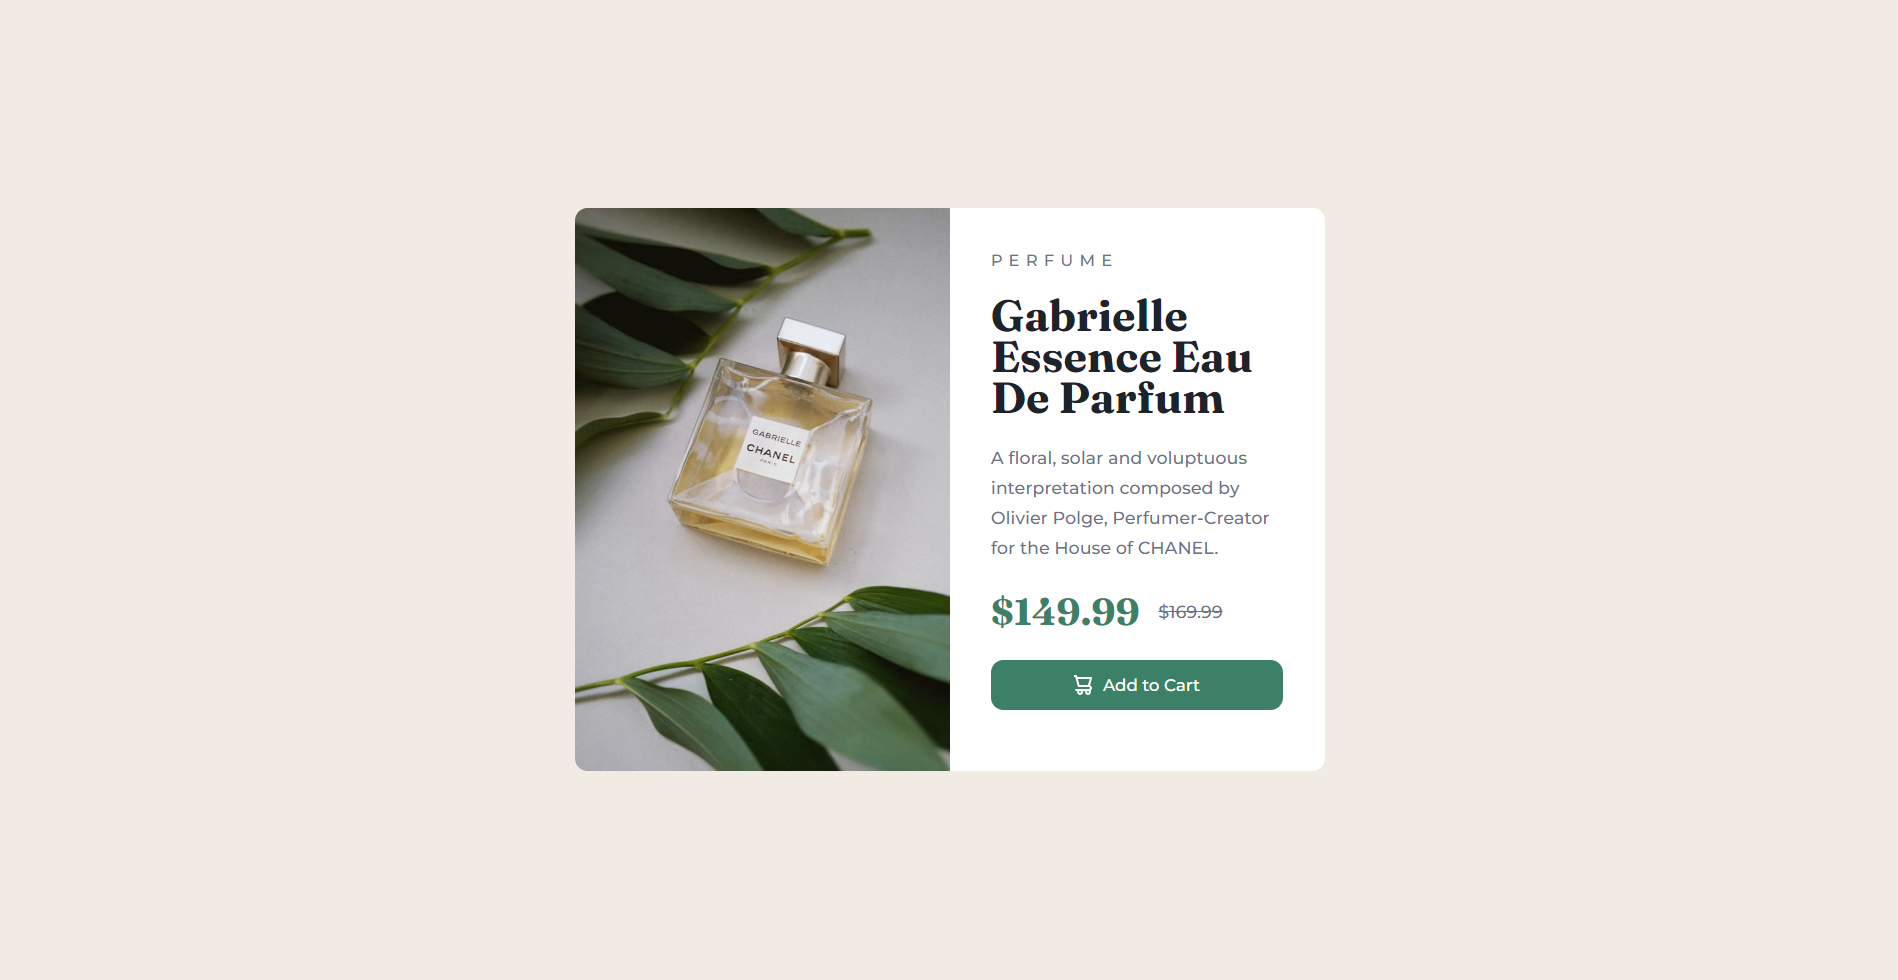 GABRIELLE
CHANEL
PARIS
PERFUME
Gabrielle
Essence Eau
De Parfum
A floral, solar and voluptuous
interpretation composed by
Olivier Polge, Perfumer-Creator
for the House of CHANEL.
$149.99 $169.99
Add to Cart